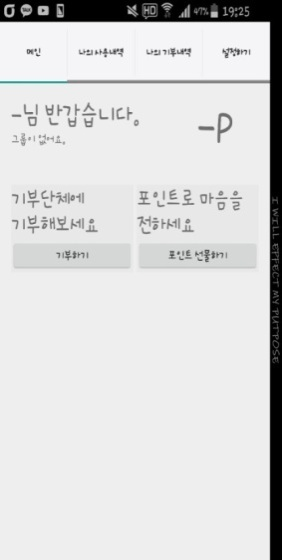 HD 47% 19:25
메인 나의 사용내역 나의 기부내역 설정하기
-님 반갑습니다.
-P
그룹이 없어요.
기부단체에 포인트로 마음을
기부해보세요 전하세요
기부하기 포인트 선물하기
I WILL EFFECT MY PUTPOSE